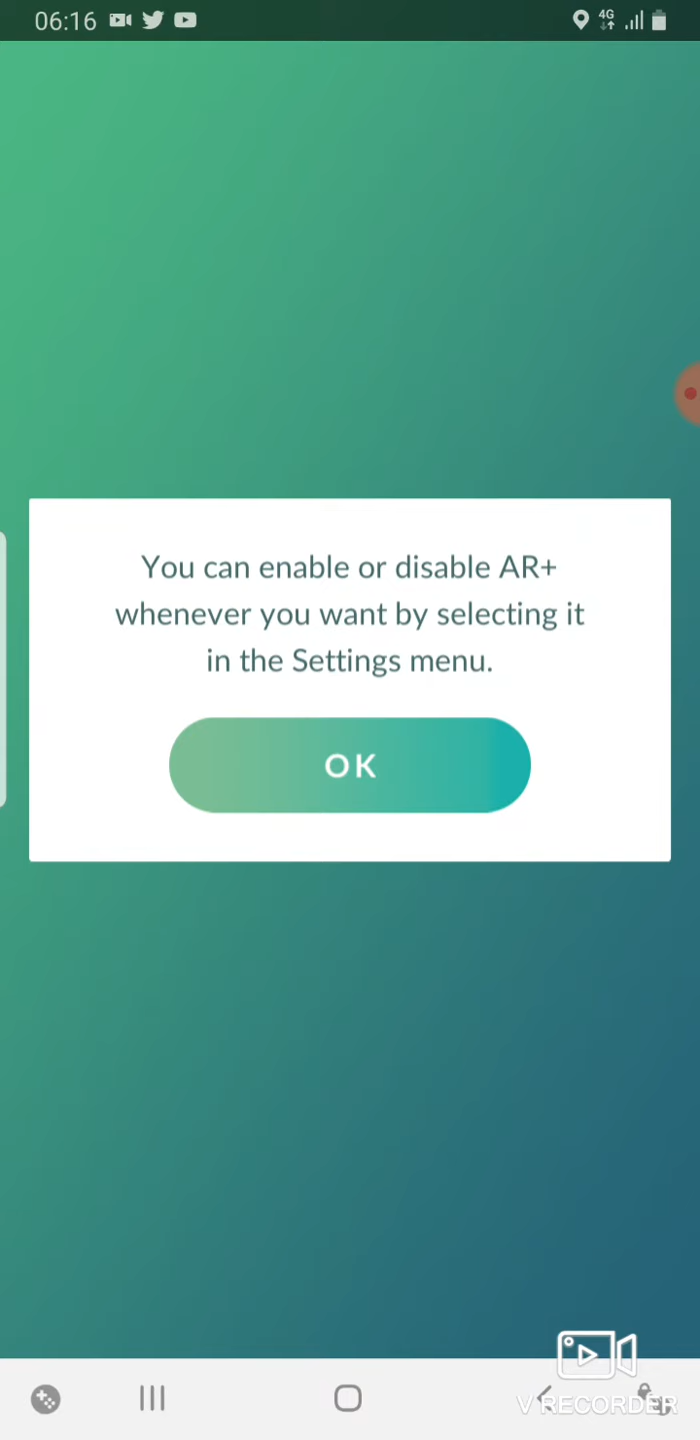 06:16
4G
You can enable or disable AR+
whenever you want by selecting it
in the Settings menu.
OK
V RECORDER